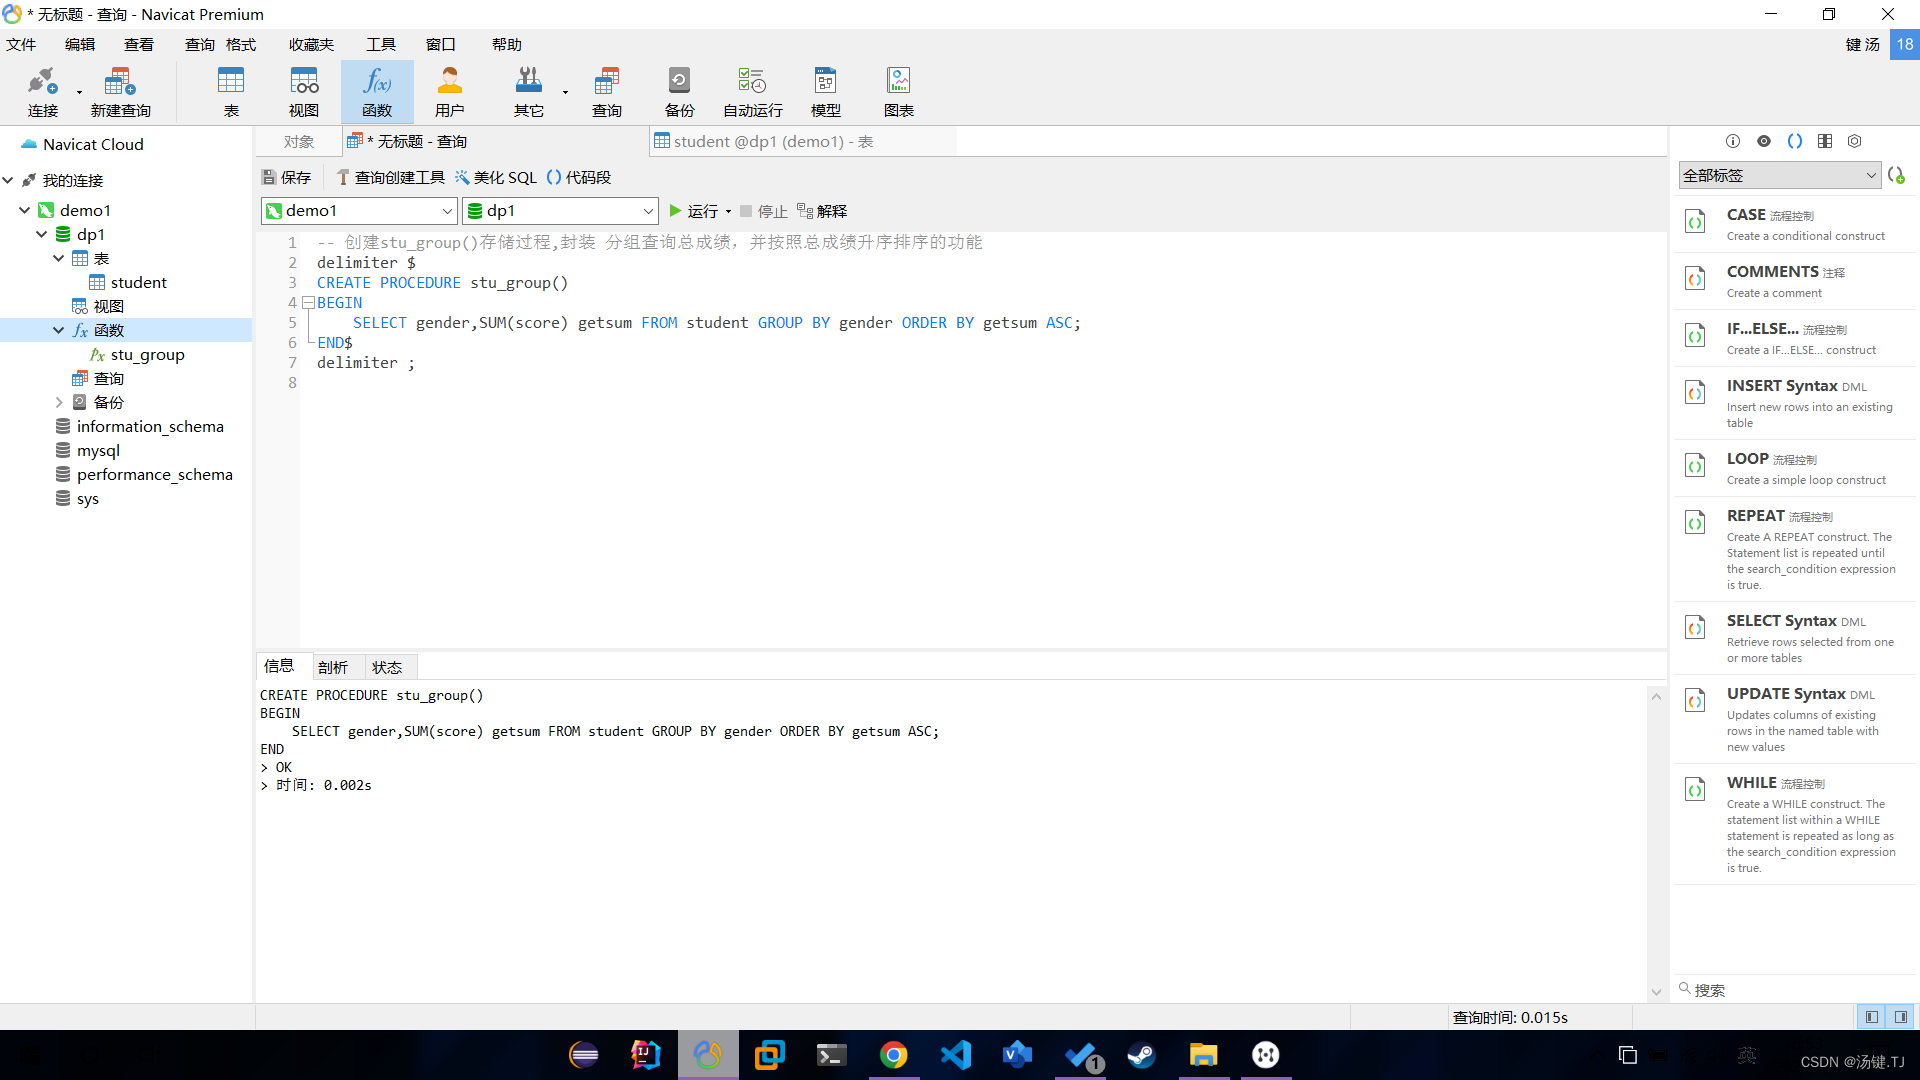 * 无标题 - 查询 - Navicat Premium
文件 编辑 查看 查询 格式 收藏夹 工具 窗口 帮助 键 汤 18
连接 新建查询 表 视图 函数 用户 其它 查询 备份 自动运行 模型 图表
Navicat Cloud
我的连接
demo1
dp1
表
student
视图
函数
stu_group
查询
备份
information_schema
mysql
performance_schema
sys
对象 * 无标题 - 查询 student @dp1 (demo1) - 表
保存 查询创建工具 美化 SQL 代码段
demo1 dp1 运行 停止 解释
1 -- 创建stu_group()存储过程,封装 分组查询总成绩，并按照总成绩升序排序的功能
2 delimiter $
3 CREATE PROCEDURE stu_group()
4 BEGIN
5 SELECT gender,SUM(score) getsum FROM student GROUP BY gender ORDER BY getsum ASC;
6 END$
7 delimiter ;
8
信息 剖析 状态
CREATE PROCEDURE stu_group()
BEGIN
SELECT gender,SUM(score) getsum FROM student GROUP BY gender ORDER BY getsum ASC;
END
> OK
> 时间: 0.002s
全部标签
CASE 流程控制
Create a conditional construct
COMMENTS 注释
Create a comment
IF...ELSE... 流程控制
Create a IF...ELSE... construct
INSERT Syntax DML
Insert new rows into an existing
table
LOOP 流程控制
Create a simple loop construct
REPEAT 流程控制
Create A REPEAT construct. The
Statement list is repeated until
the search_condition expression
is true.
SELECT Syntax DML
Retrieve rows selected from one
or more tables
UPDATE Syntax DML
Updates columns of existing
rows in the named table with
new values
WHILE 流程控制
Create a WHILE construct. The
statement list within a WHILE
statement is repeated as long as
the search_condition expression
is true.
搜索
查询时间: 0.015s
1
英
CSDN @汤键.TJ